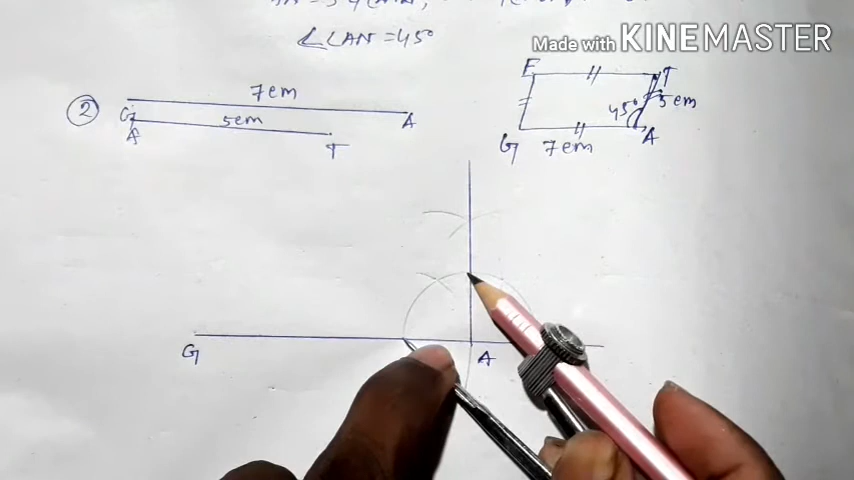 ∠LAN = 45°
Made with KINEMASTER
② 7cm
G A
5cm
A T
E T
45° 5cm
G 7cm A
G A